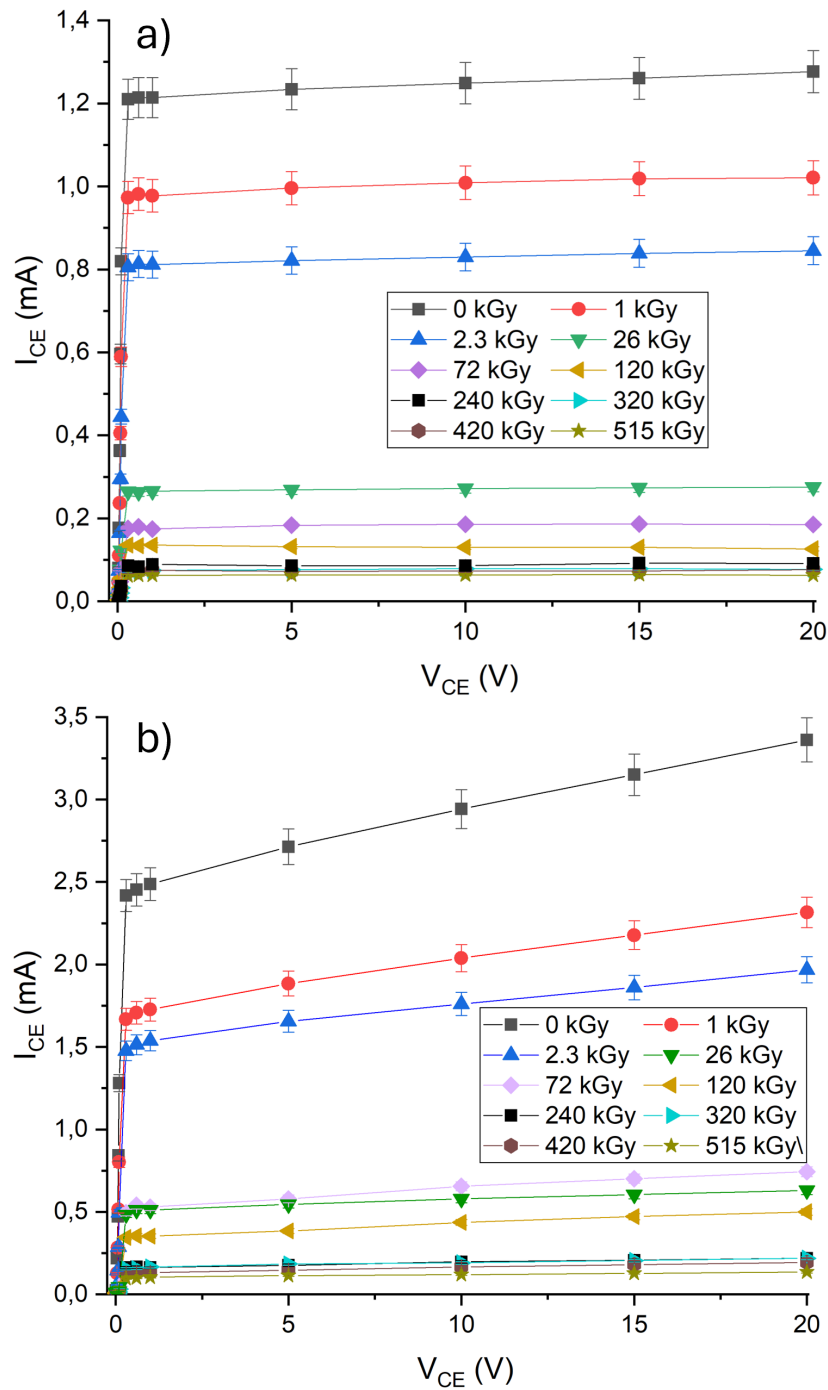 a)
1,4
1,2
1,0
0,8
0,6
0,4
0,2
0,0
I_CE (mA)
0 kGy 1 kGy
2.3 kGy 26 kGy
72 kGy 120 kGy
240 kGy 320 kGy
420 kGy 515 kGy
0 5 10 15 20
V_CE (V)
b)
3,5
3,0
2,5
2,0
1,5
1,0
0,5
0,0
I_CE (mA)
0 kGy 1 kGy
2.3 kGy 26 kGy
72 kGy 120 kGy
240 kGy 320 kGy
420 kGy 515 kGy\
0 5 10 15 20
V_CE (V)